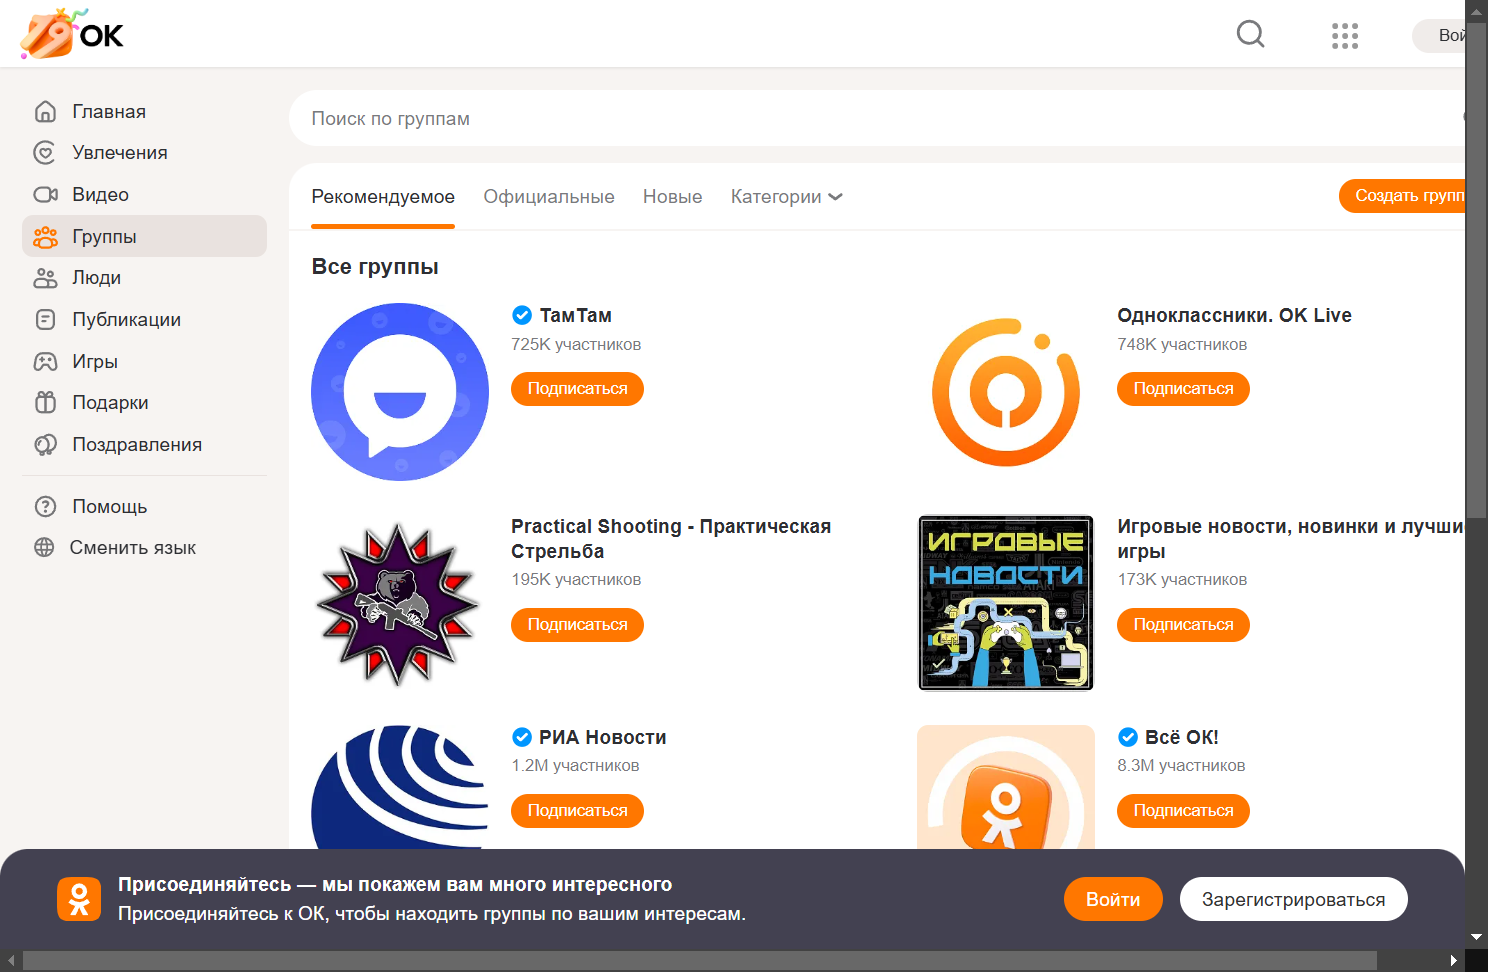 19 ОК
Вой
Главная
Увлечения
Видео
Группы
Люди
Публикации
Игры
Подарки
Поздравления
Помощь
Сменить язык
Поиск по группам
Рекомендуемое Официальные Новые Категории
Создать групп
Все группы
ТамТам
725K участников
Подписаться
Одноклассники. OK Live
748K участников
Подписаться
Practical Shooting - Практическая
Стрельба
195K участников
Подписаться
ИГРОВЫЕ
НОВОСТИ
Игровые новости, новинки и лучши
игры
173K участников
Подписаться
РИА Новости
1.2M участников
Подписаться
Всё ОК!
8.3M участников
Подписаться
Присоединяйтесь — мы покажем вам много интересного
Присоединяйтесь к ОК, чтобы находить группы по вашим интересам.
Войти
Зарегистрироваться